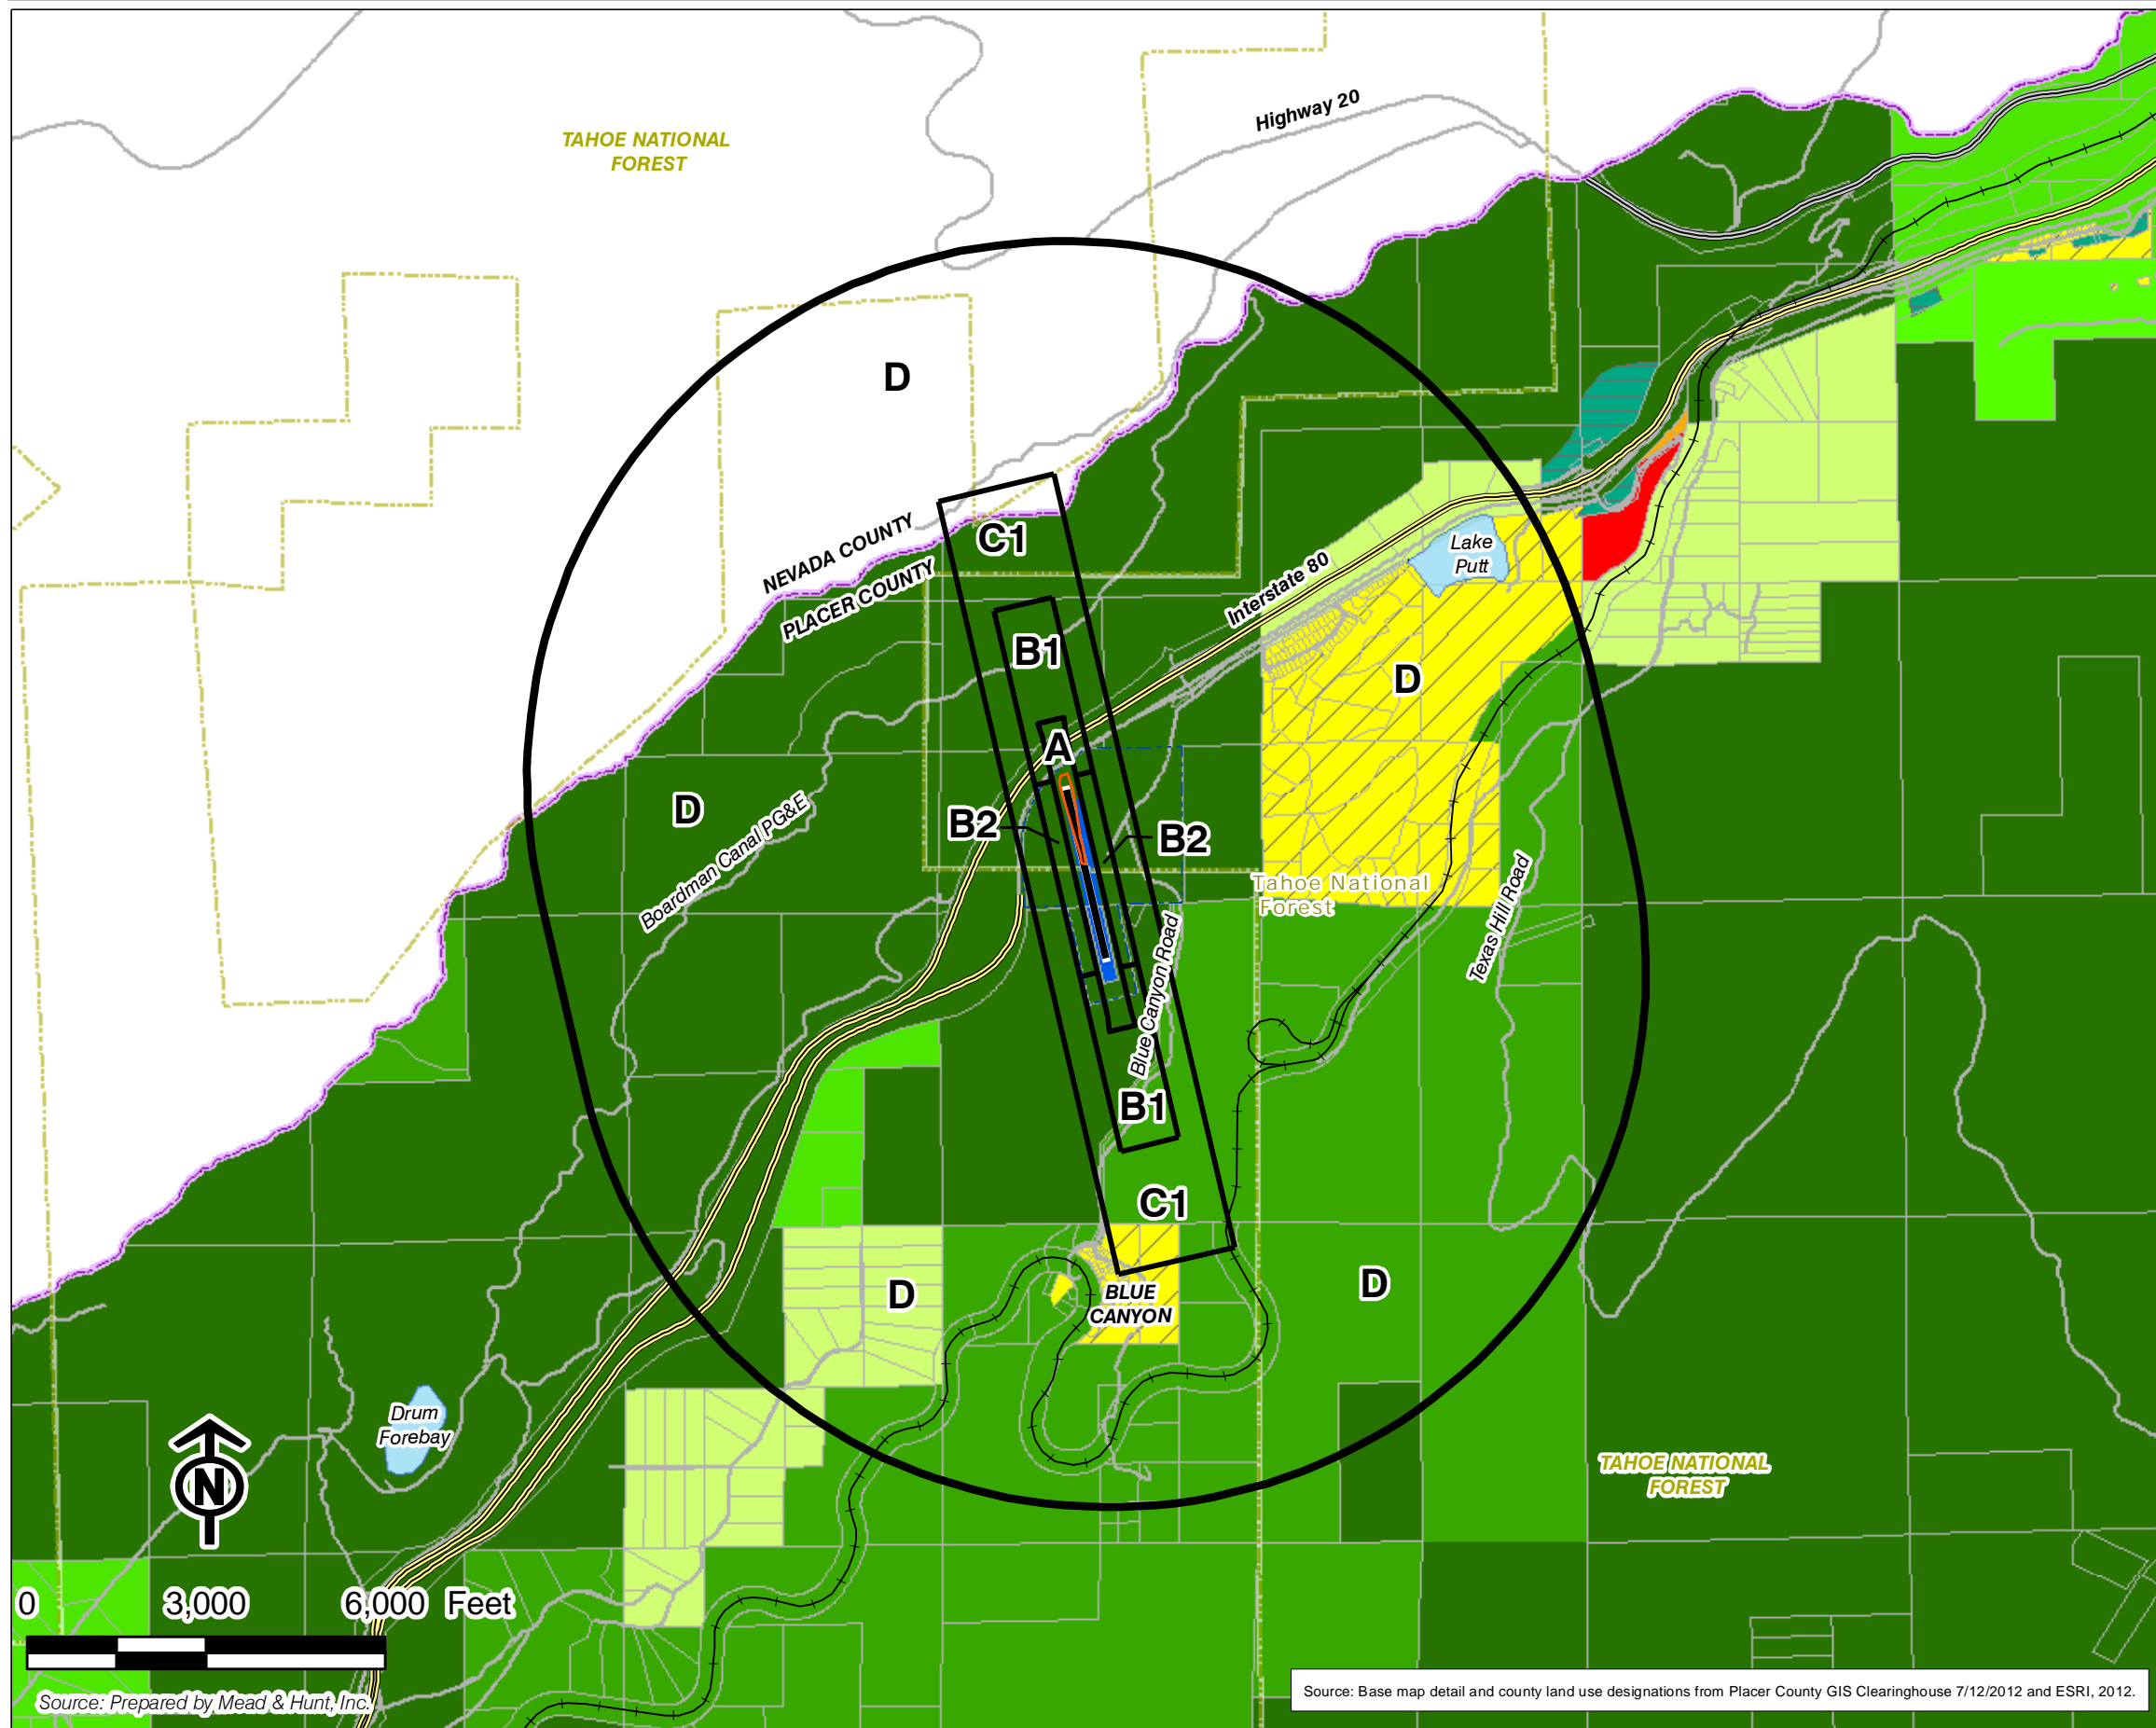 Highway 20
TAHOE NATIONAL
FOREST
D
C1
NEVADA COUNTY
PLACER COUNTY
Lake
Putt
Interstate 80
B1
D
A
D
B2
B2
Boardman Canal PG&E
Tahoe National
Forest
Texas Hill Road
Blue Canyon Road
B1
C1
D
D
BLUE
CANYON
Drum
Forebay
TAHOE NATIONAL
FOREST
N
0 3,000 6,000 Feet
Source: Prepared by Mead & Hunt, Inc.
Source: Base map detail and county land use designations from Placer County GIS Clearinghouse 7/12/2012 and ESRI, 2012.